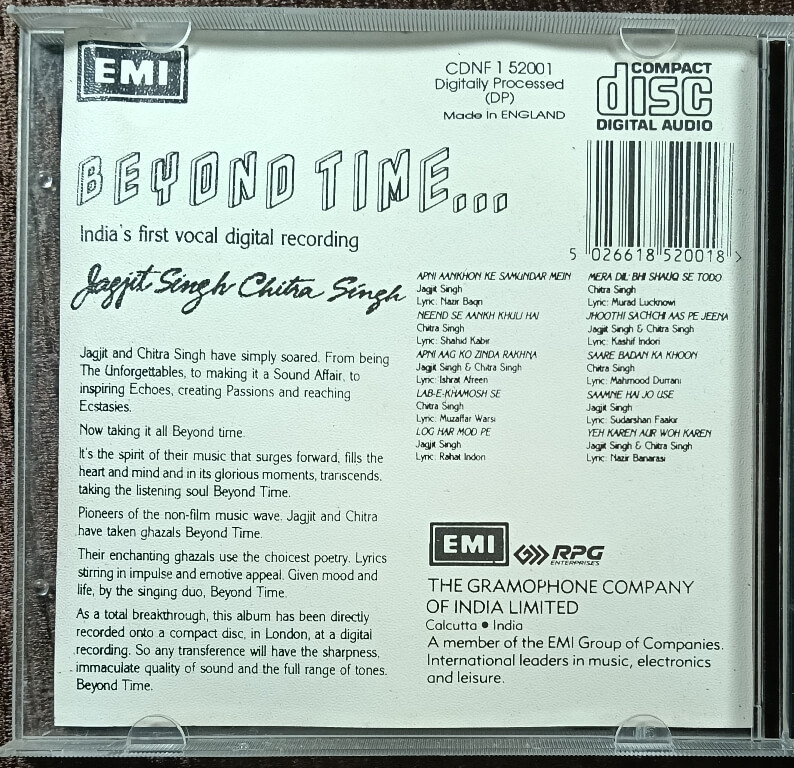 EMI
CDNF 1 52001
Digitally Processed
(DP)
Made in ENGLAND
COMPACT
disc
DIGITAL AUDIO
BEYOND TIME...
India's first vocal digital recording
5 026618 520018 >
Jagjit Singh Chitra Singh
Jagjit and Chitra Singh have simply soared. From being
The Unforgettables, to making it a Sound Affair, to
inspiring Echoes, creating Passions and reaching
Ecstasies.
Now taking it all Beyond time.
It's the spirit of their music that surges forward, fills the
heart and mind and in its glorious moments, transcends,
taking the listening soul Beyond Time.
Pioneers of the non-film music wave. Jagjit and Chitra
have taken ghazals Beyond Time.
Their enchanting ghazals use the choicest poetry. Lyrics
stirring in impulse and emotive appeal. Given mood and
life, by the singing duo, Beyond Time.
As a total breakthrough, this album has been directly
recorded onto a compact disc, in London, at a digital
recording. So any transference will have the sharpness,
immaculate quality of sound and the full range of tones.
Beyond Time.
APNI AANKHON KE SAMUNDAR MEIN
Jagjit Singh
Lyric: Nazir Baqri
NEEND SE AANKH KHULI HAI
Chitra Singh
Lyric: Shahid Kabir
APNI AAG KO ZINDA RAKHNA
Jagjit Singh & Chitra Singh
Lyric: Ishrat Afreen
LAB-E-KHAMOSH SE
Chitra Singh
Lyric: Muzaffar Warsi
LOG HAR MOD PE
Jagjit Singh
Lyric: Rahat Indori
MERA DIL BHI SHAUQ SE TODO
Chitra Singh
Lyric: Murad Lucknowi
JHOOTHI SACHCHI AAS PE JEENA
Jagjit Singh & Chitra Singh
Lyric: Kashif Indori
SAARE BADAN KA KHOON
Chitra Singh
Lyric: Mahmood Durrani
SAAMNE HAI JO USE
Jagjit Singh
Lyric: Sudarshan Faakir
YEH KAREN AUR WOH KAREN
Jagjit Singh & Chitra Singh
Lyric: Nazir Banarasi
EMI
RPG
ENTERPRISES
THE GRAMOPHONE COMPANY
OF INDIA LIMITED
Calcutta • India
A member of the EMI Group of Companies.
International leaders in music, electronics
and leisure.